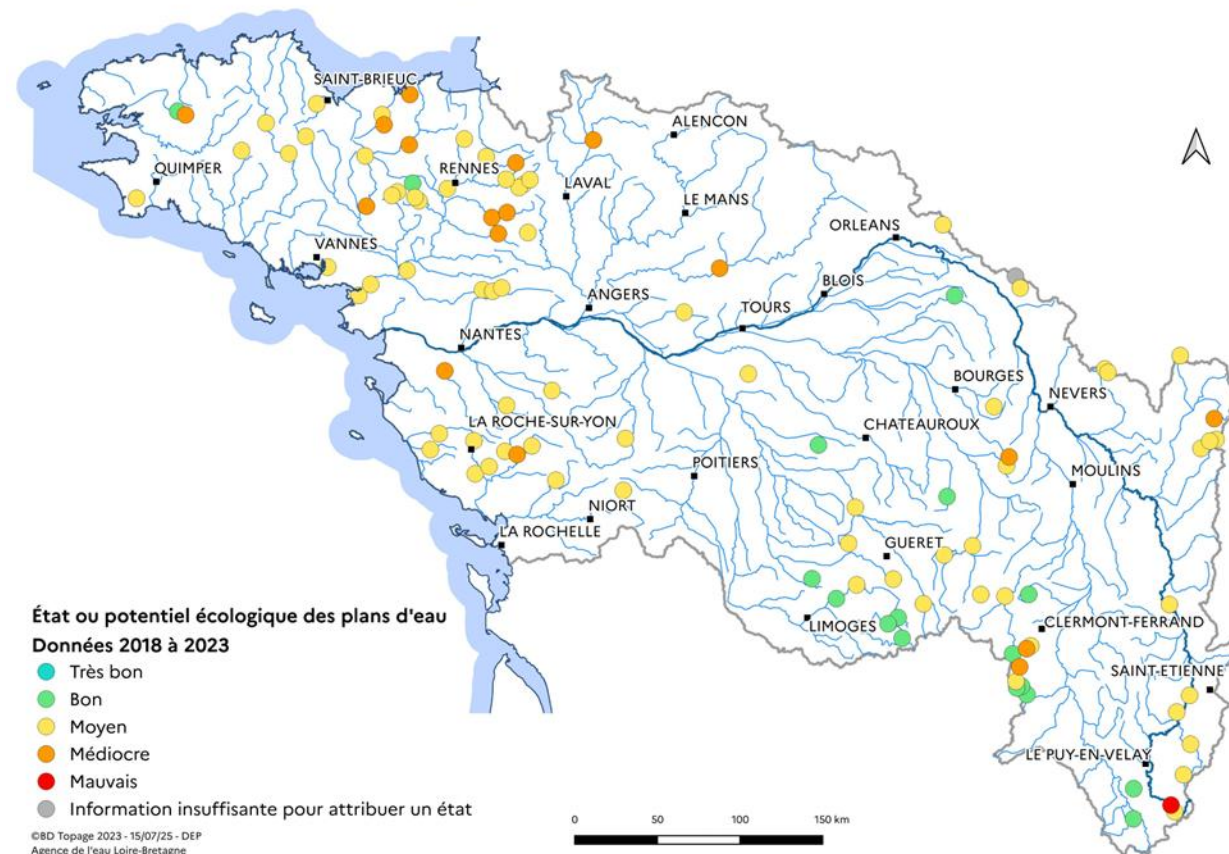 SAINT-BRIEUC
ALENCON
QUIMPER
RENNES
LAVAL
LE MANS
ORLEANS
VANNES
BLOIS
ANGERS
TOURS
NANTES
BOURGES
NEVERS
LA ROCHE-SUR-YON
CHATEAUROUX
POITIERS
MOULINS
NIORT
LA ROCHELLE
GUERET
LIMOGES
CLERMONT-FERRAND
SAINT-ETIENNE
LE PUY-EN-VELAY
État ou potentiel écologique des plans d'eau
Données 2018 à 2023
Très bon
Bon
Moyen
Médiocre
Mauvais
Information insuffisante pour attribuer un état
©BD Topage 2023 - 15/07/25 - DEP
Agence de l'eau Loire-Bretagne
0 50 100 150 km